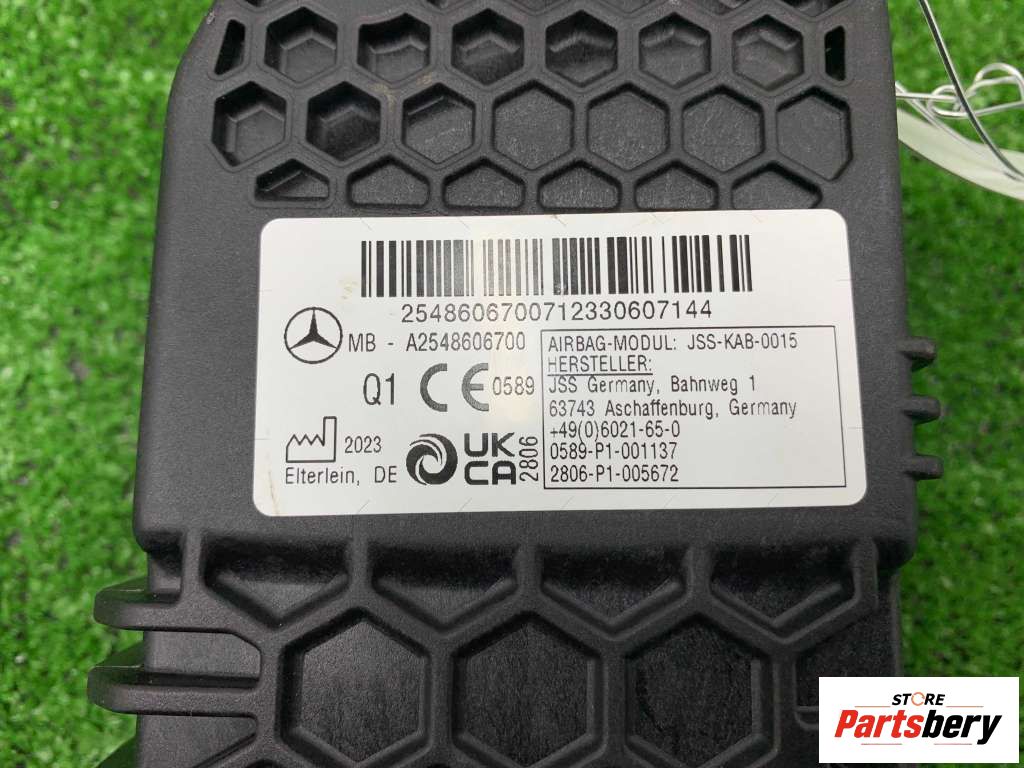 2548606700712330607144
MB - A2548606700
Q1 CE 0589
2023
Elterlein, DE
UK
CA
2806
AIRBAG-MODUL: JSS-KAB-0015
HERSTELLER:
JSS Germany, Bahnweg 1
63743 Aschaffenburg, Germany
+49(0)6021-65-0
0589-P1-001137
2806-P1-005672
STORE
Partsbery